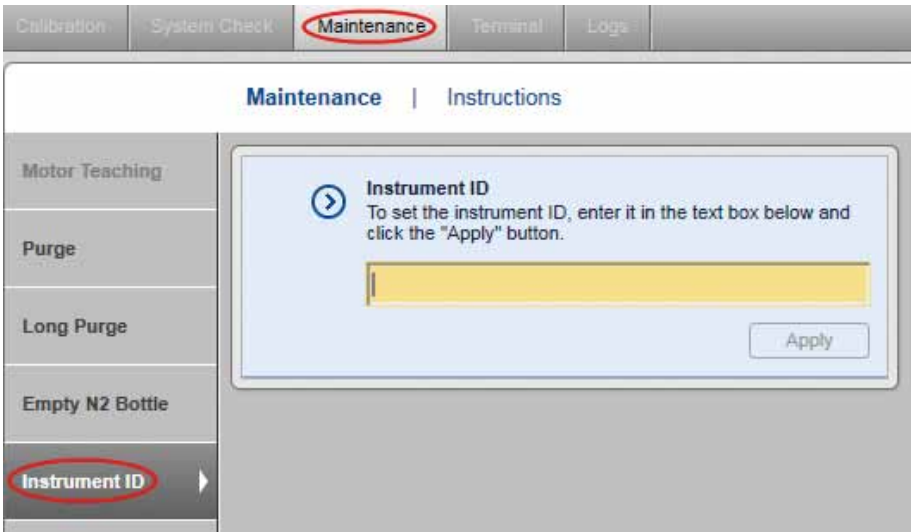 Calibration System Check Maintenance Terminal Logs
Maintenance | Instructions
Motor Teaching
Purge
Long Purge
Empty N2 Bottle
Instrument ID
Instrument ID
To set the instrument ID, enter it in the text box below and
click the "Apply" button.
Apply